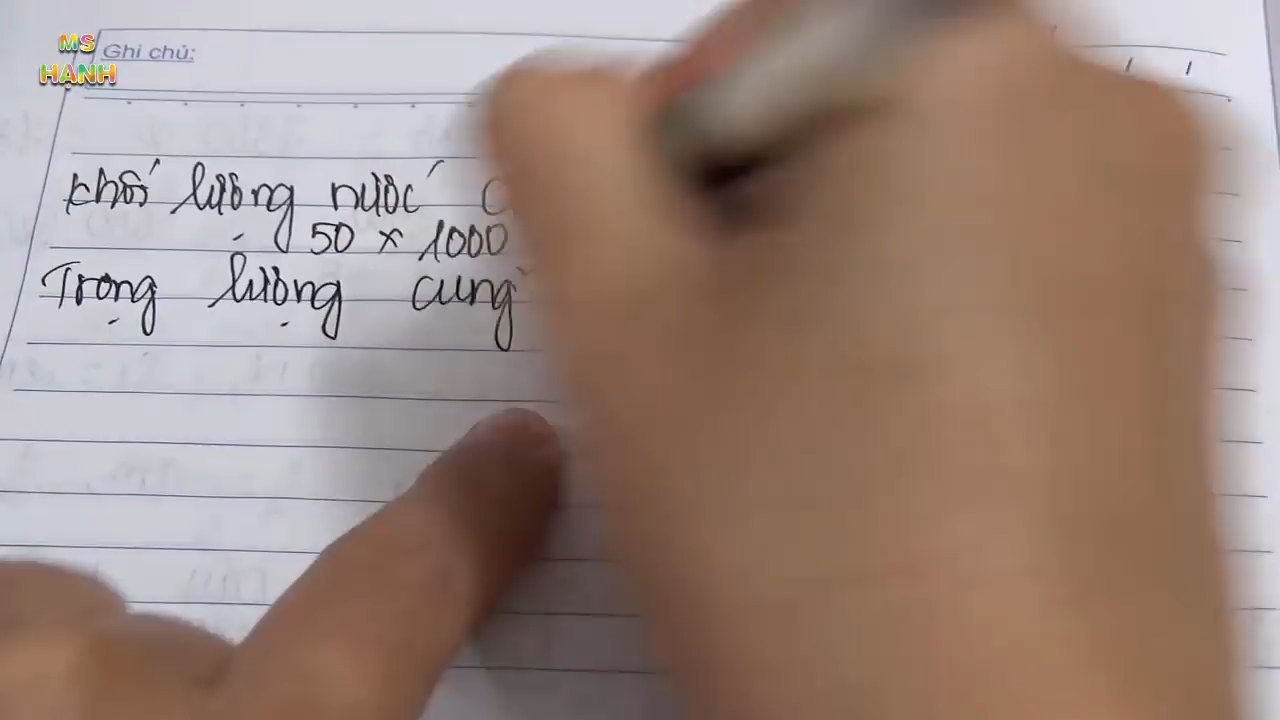 MS
HẠNH
Ghi chú:
khối lượng nước
50 x 1000
Trọng lượng cung